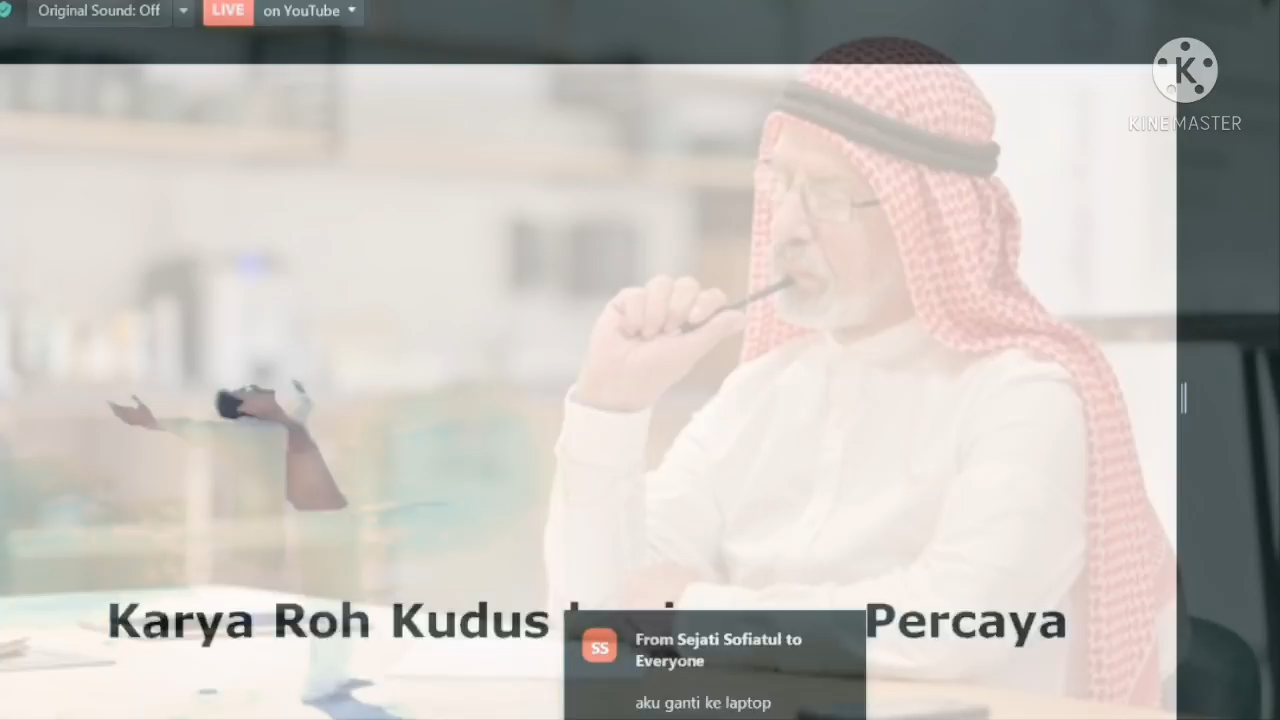 Original Sound: Off
LIVE on YouTube
K
KINEMASTER
Karya Roh Kudus Percaya
SS
From Sejati Sofiatul to
Everyone
aku ganti ke laptop